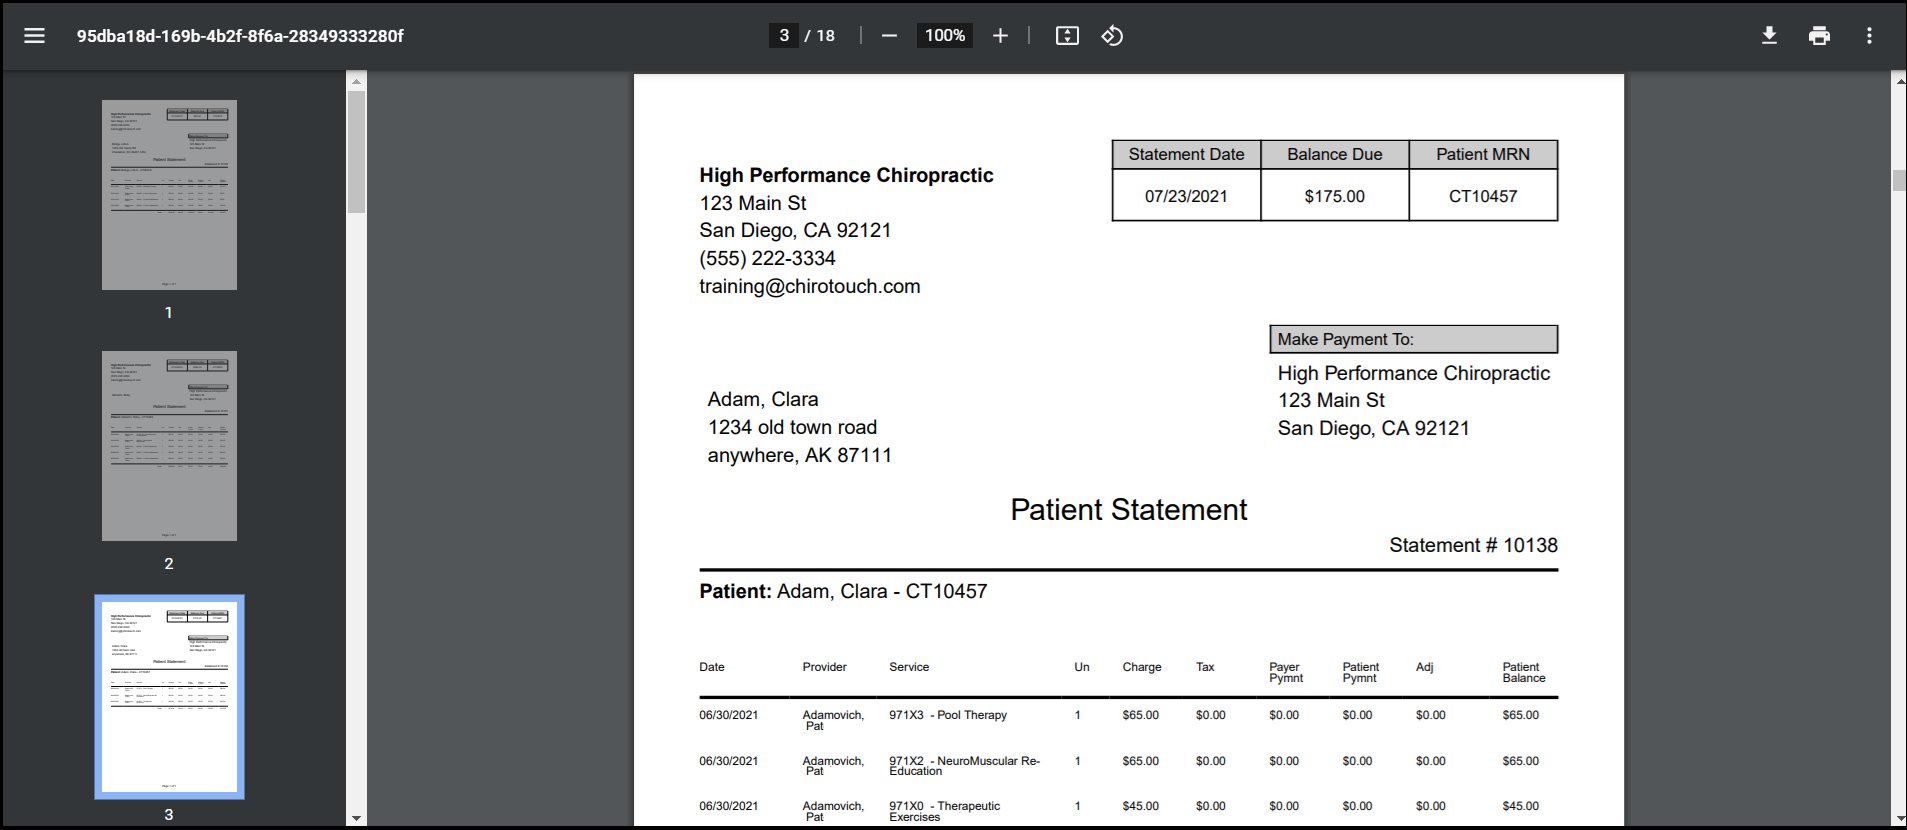 95dba18d-169b-4b2f-8f6a-28349333280f
3 / 18
100%
1
2
3
High Performance Chiropractic
123 Main St
San Diego, CA 92121
(555) 222-3334
training@chirotouch.com
Statement Date Balance Due Patient MRN
07/23/2021 $175.00 CT10457
Make Payment To:
High Performance Chiropractic
123 Main St
San Diego, CA 92121
Adam, Clara
1234 old town road
anywhere, AK 87111
Patient Statement
Statement # 10138
Patient: Adam, Clara - CT10457
Date Provider Service Un Charge Tax Payer Pymnt Patient Pymnt Adj Patient Balance
06/30/2021 Adamovich, Pat 971X3 - Pool Therapy 1 $65.00 $0.00 $0.00 $0.00 $0.00 $65.00
06/30/2021 Adamovich, Pat 971X2 - NeuroMuscular Re-Education 1 $65.00 $0.00 $0.00 $0.00 $0.00 $65.00
06/30/2021 Adamovich, Pat 971X0 - Therapeutic Exercises 1 $45.00 $0.00 $0.00 $0.00 $0.00 $45.00